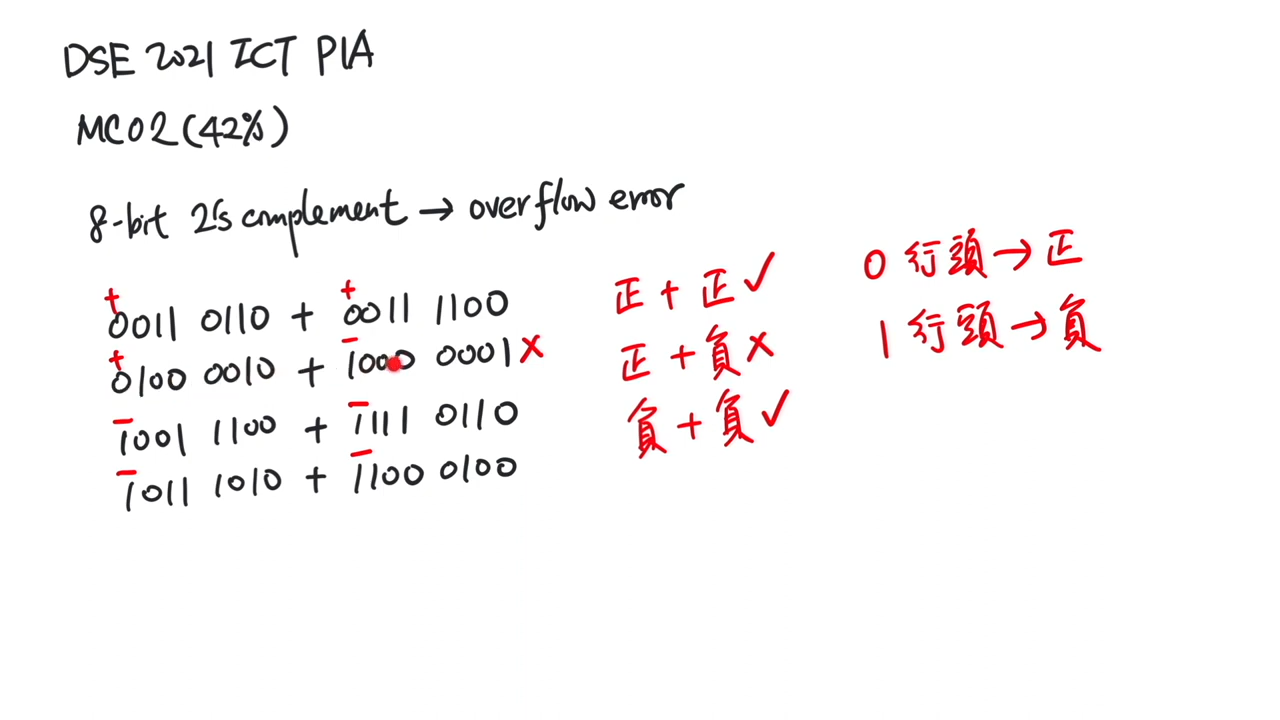 DSE 2021 ICT P1A
MC02 (42%)
8-bit 2's complement → overflow error
0 行頭 → 正
1 行頭 → 負
+ +
0011 0110 + 0011 1100 正 + 正 ✓
+ −
0100 0010 + 1000 0001 x 正 + 負 x
− −
1001 1100 + 1111 0110 負 + 負 ✓
− −
1011 1010 + 1100 0100